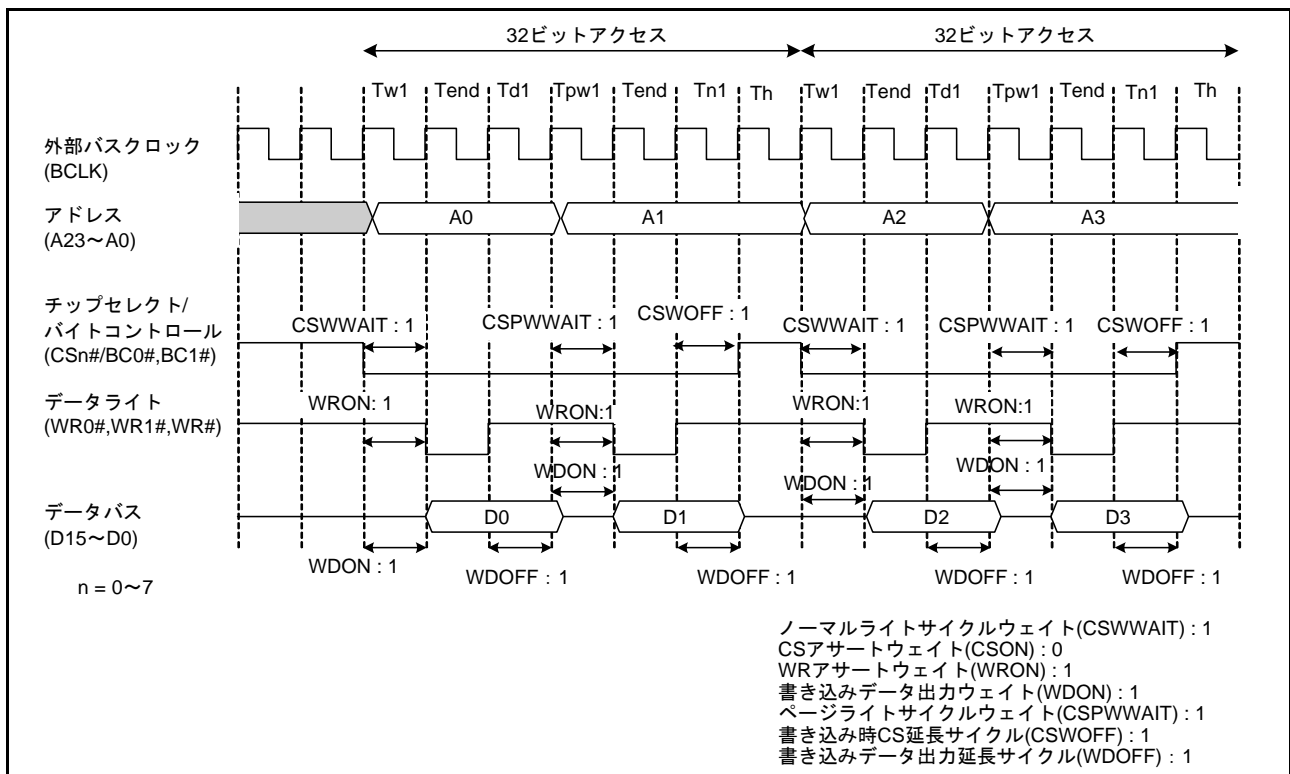 32ビットアクセス 32ビットアクセス
Tw1 Tend Td1 Tpw1 Tend Tn1 Th Tw1 Tend Td1 Tpw1 Tend Tn1 Th
外部バスクロック
(BCLK)
アドレス
(A23～A0)
A0 A1 A2 A3
チップセレクト/
バイトコントロール
(CSn#/BC0#,BC1#)
CSWWAIT : 1 CSPWWAIT : 1 CSWOFF : 1 CSWWAIT : 1 CSPWWAIT : 1 CSWOFF : 1
データライト
(WR0#,WR1#,WR#)
WRON: 1 WRON:1 WRON:1 WRON:1
WDON : 1 WDON : 1 WDON : 1
データバス
(D15～D0)
D0 D1 D2 D3
WDON : 1 WDOFF : 1 WDOFF : 1 WDOFF : 1 WDOFF : 1
n = 0～7
ノーマルライトサイクルウェイト(CSWWAIT) : 1
CSアサートウェイト(CSON) : 0
WRアサートウェイト(WRON) : 1
書き込みデータ出力ウェイト(WDON) : 1
ページライトサイクルウェイト(CSPWWAIT) : 1
書き込み時CS延長サイクル(CSWOFF) : 1
書き込みデータ出力延長サイクル(WDOFF) : 1